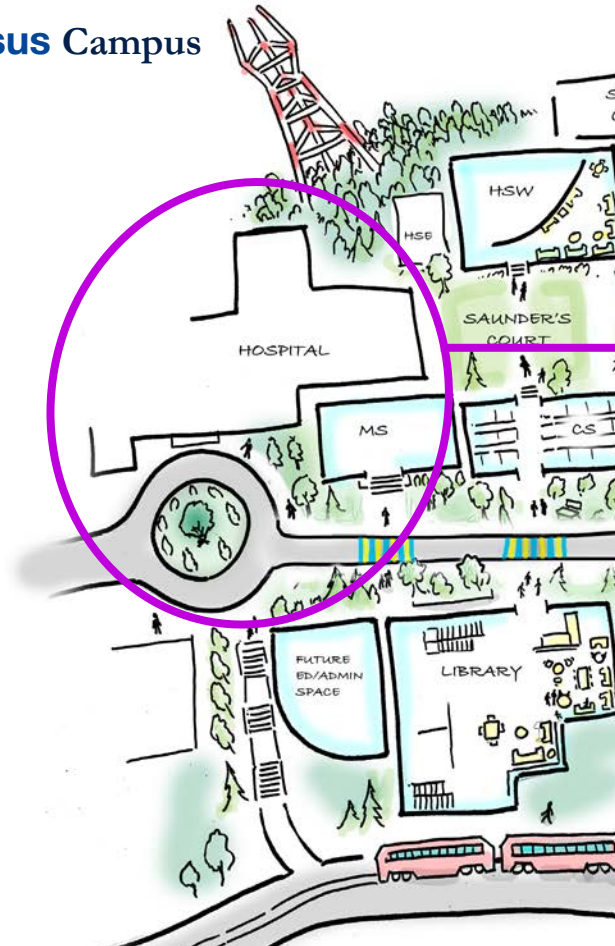 sus Campus
HSW
HSE
SAUNDER'S
COURT
HOSPITAL
MS
CS
FUTURE
ED/ADMIN
SPACE
LIBRARY